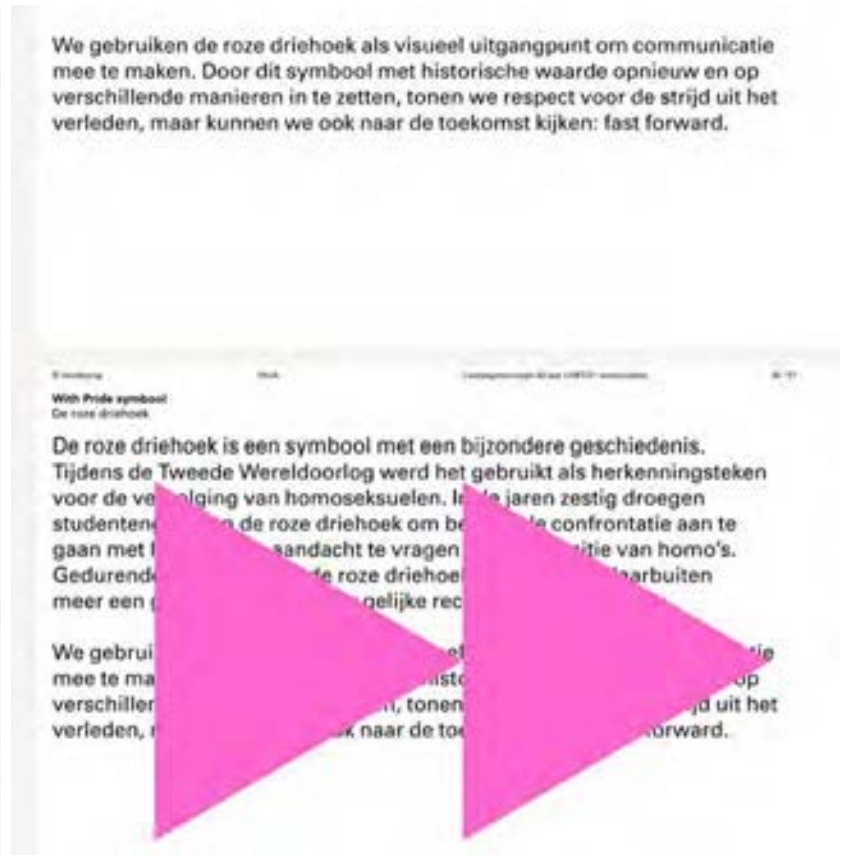 We gebruiken de roze driehoek als visueel uitgangpunt om communicatie
mee te maken. Door dit symbool met historische waarde opnieuw en op
verschillende manieren in te zetten, tonen we respect voor de strijd uit het
verleden, maar kunnen we ook naar de toekomst kijken: fast forward.
With Pride symbool
De roze driehoek
De roze driehoek is een symbool met een bijzondere geschiedenis.
Tijdens de Tweede Wereldoorlog werd het gebruikt als herkenningsteken
voor de ve olging van homoseksuelen. I jaren zestig droegen
studenten de roze driehoek om be confrontatie aan te
gaan met aandacht te vragen itie van homo's.
Gedurend roze driehoe aarbuiten
meer een gelijke rec
We gebrui
mee te ma isto op
verschiller n, tonen jd uit het
verleden, k naar de toe orward.